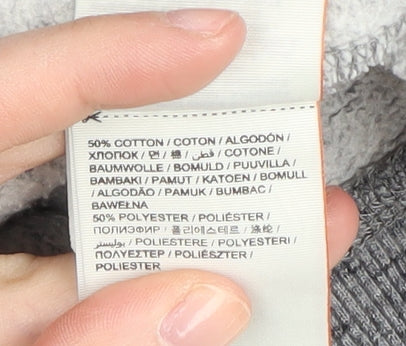 50% COTTON / COTON / ALGODÓN /
ХЛОПОК / 면 / 棉 / قطن / COTONE /
BAUMWOLLE / BOMULD / PUUVILLA /
BAMBAKI / PAMUT / KATOEN / BOMULL
/ ALGODÃO / PAMUK / BUMBAC /
BAWEŁNA
50% POLYESTER / POLIÉSTER /
ПОЛИЭФИР / 폴리에스테르 / 涤纶 /
بوليستر / POLIESTERE / POLYESTERI /
ΠΟΛΥΕΣΤΕΡ / POLIÉSZTER /
POLIESTER